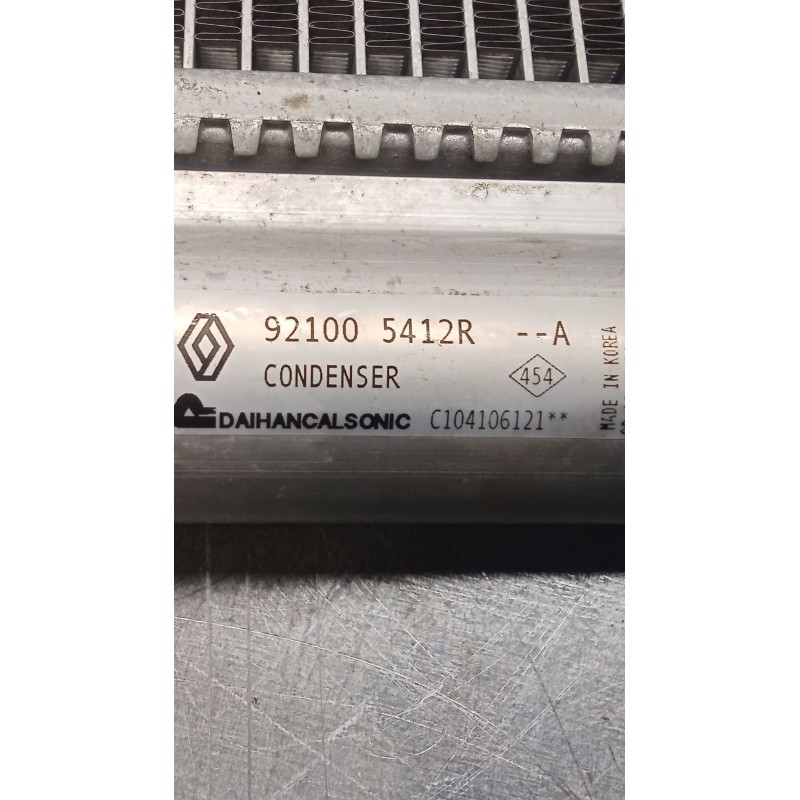 92100 5412R --A
CONDENSER 454
DAIHANCALSONIC C104106121**
MADE IN KOREA